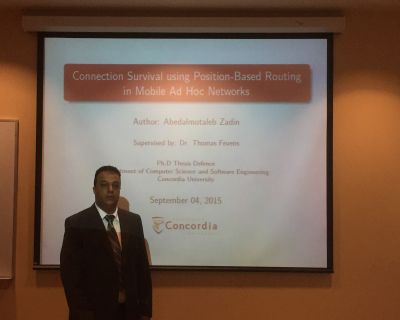 Connection Survival using Position-Based Routing
in Mobile Ad Hoc Networks
Author: Abedalmutaleb Zadin
Supervised by: Dr. Thomas Fevens
Ph.D Thesis Defence
of Computer Science and Software Engineering
Concordia University
September 04, 2015
Concordia